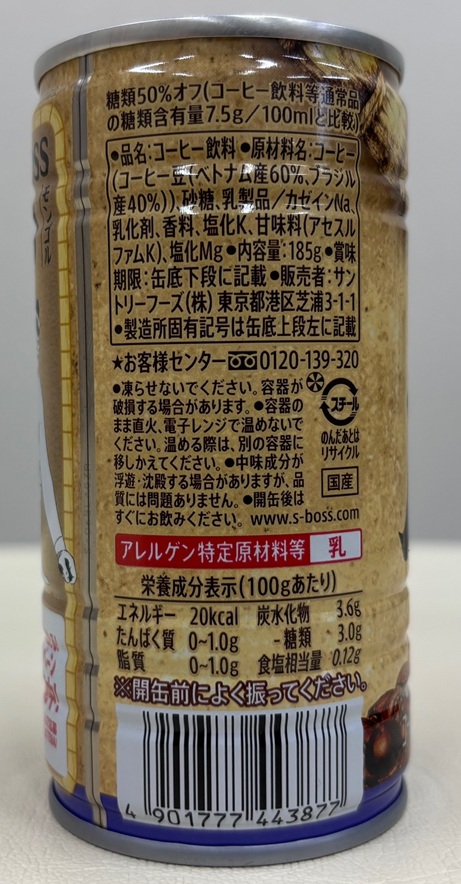 糖類50%オフ(コーヒー飲料等通常品
の糖類含有量7.5g/100mlと比較)
SS
モンゴル
●品名:コーヒー飲料 ●原材料名:コーヒー
(コーヒー豆(ベトナム産60%、ブラジル
産40%))、砂糖、乳製品/カゼインNa、
乳化剤、香料、塩化K、甘味料(アセスル
ファムK)、塩化Mg ●内容量:185g ●賞味
期限:缶底下段に記載 ●販売者:サン
トリーフーズ(株) 東京都港区芝浦3-1-1
●製造所固有記号は缶底上段左に記載
★お客様センター 0120-139-320
●凍らせないでください。容器が
破損する場合があります。●容器の
まま直火、電子レンジで温めないで
ください。温める際は、別の容器に
移しかえてください。●中味成分が
浮遊・沈殿する場合がありますが、品
質には問題ありません。●開缶後は
すぐにお飲みください。www.s-boss.com
スチール
のんだあとは
リサイクル
国産
アレルゲン特定原材料等 乳
栄養成分表示(100gあたり)
エネルギー 20kcal 炭水化物 3.6g
たんぱく質 0~1.0g -糖類 3.0g
脂質 0~1.0g 食塩相当量 0.12g
※開缶前によく振ってください。
4 901777 443877